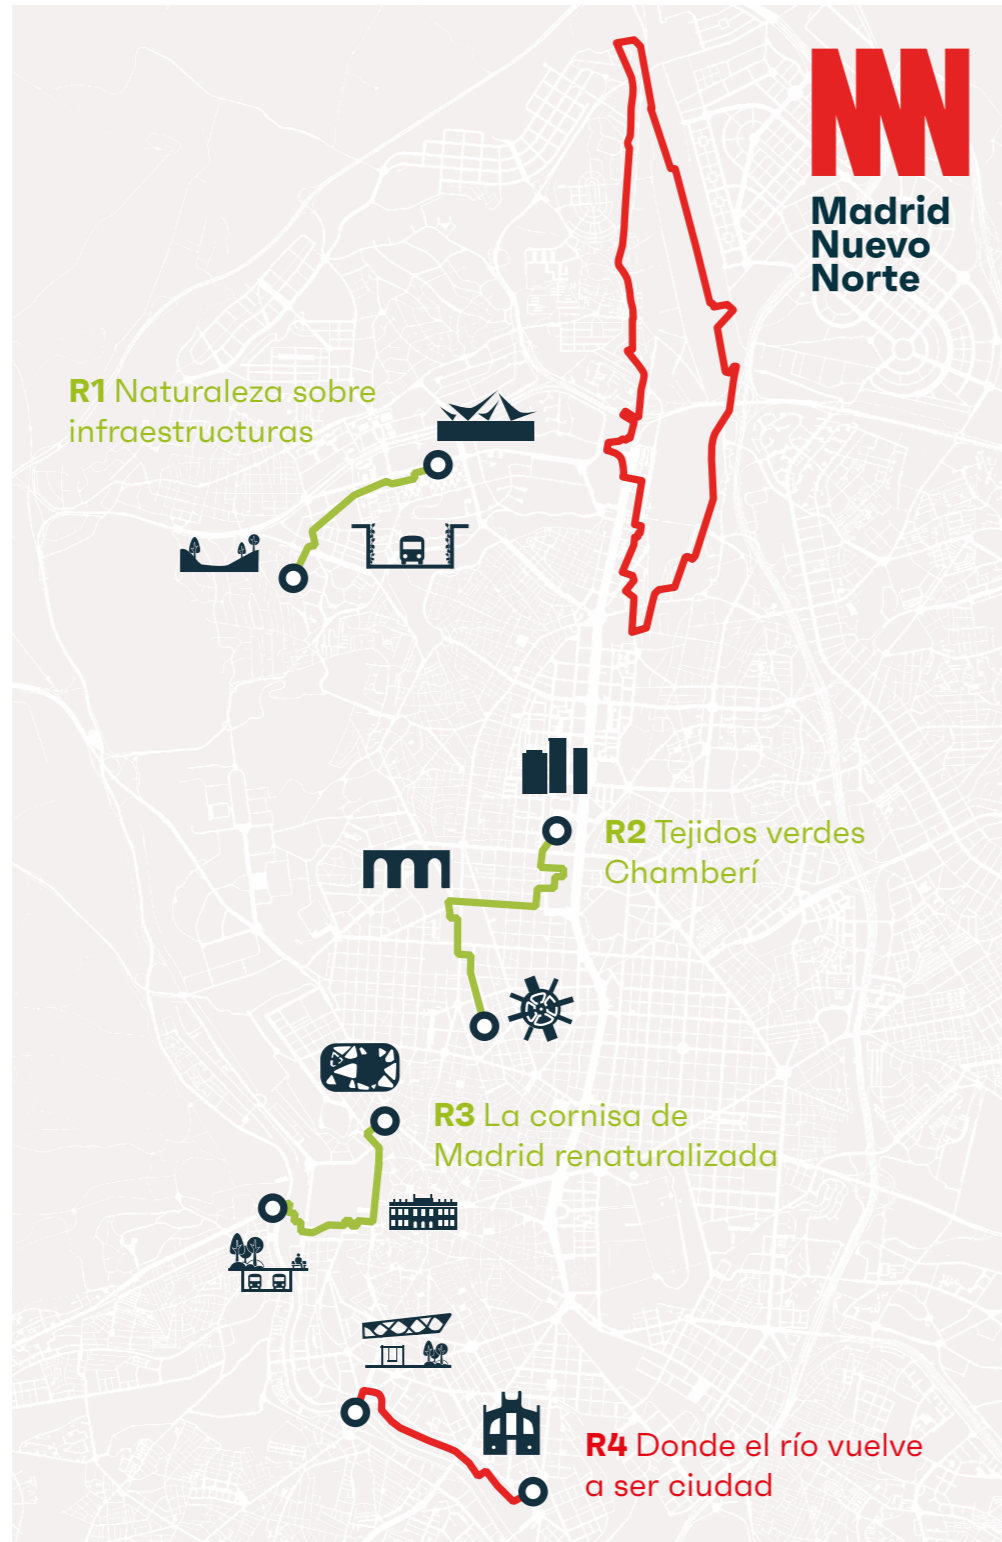 Madrid
Nuevo
Norte
R1 Naturaleza sobre
infraestructuras
R2 Tejidos verdes
Chamberí
R3 La cornisa de
Madrid renaturalizada
R4 Donde el río vuelve
a ser ciudad